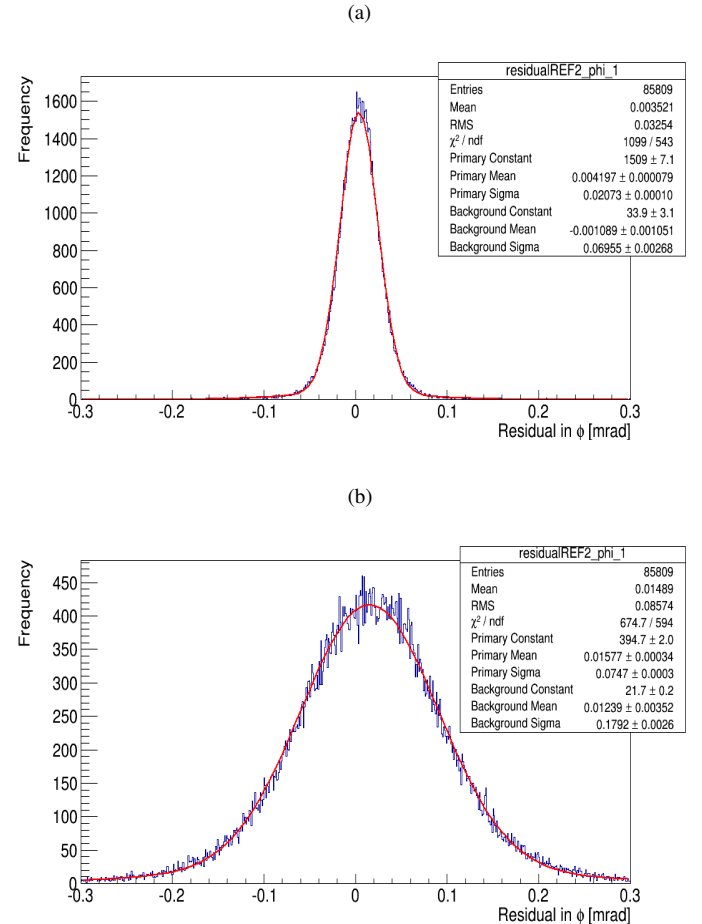 (a)
residualREF2_phi_1
Entries 85809
Mean 0.003521
RMS 0.03254
χ² / ndf 1099 / 543
Primary Constant 1509 ± 7.1
Primary Mean 0.004197 ± 0.000079
Primary Sigma 0.02073 ± 0.00010
Background Constant 33.9 ± 3.1
Background Mean -0.001089 ± 0.001051
Background Sigma 0.06955 ± 0.00268
Frequency
1600
1400
1200
1000
800
600
400
200
0
-0.3 -0.2 -0.1 0 0.1 0.2 0.3
Residual in ϕ [mrad]
(b)
residualREF2_phi_1
Entries 85809
Mean 0.01489
RMS 0.08574
χ² / ndf 674.7 / 594
Primary Constant 394.7 ± 2.0
Primary Mean 0.01577 ± 0.00034
Primary Sigma 0.0747 ± 0.0003
Background Constant 21.7 ± 0.2
Background Mean 0.01239 ± 0.00352
Background Sigma 0.1792 ± 0.0026
Frequency
450
400
350
300
250
200
150
100
50
0
-0.3 -0.2 -0.1 0 0.1 0.2 0.3
Residual in ϕ [mrad]